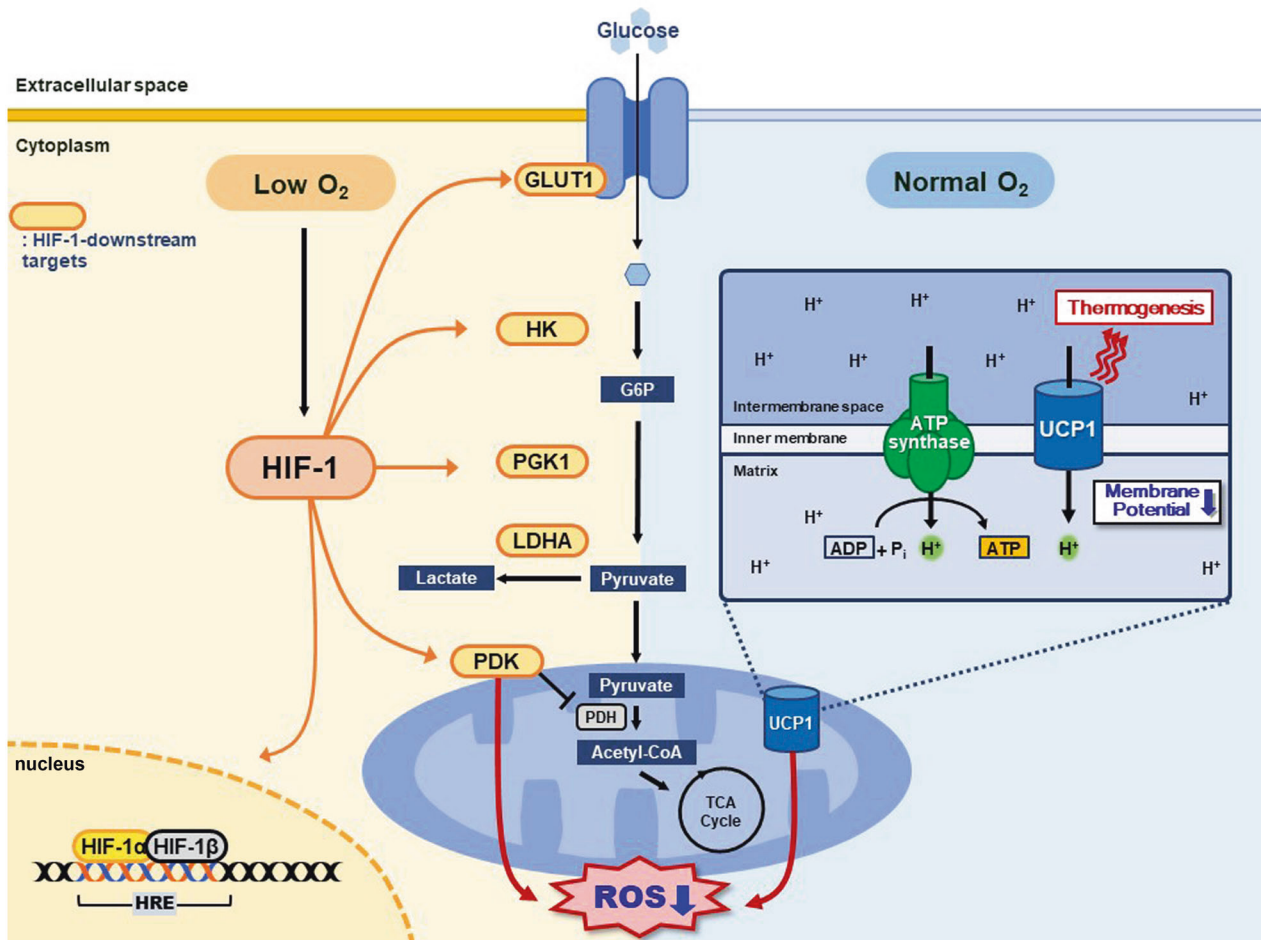 Glucose
Extracellular space
Cytoplasm
Low O₂
GLUT1
Normal O₂
: HIF-1-downstream
targets
HK
G6P
HIF-1
PGK1
LDHA
Lactate
Pyruvate
PDK
Pyruvate
PDH
Acetyl-CoA
TCA
Cycle
UCP1
ROS
nucleus
HIF-1α
HIF-1β
HRE
H⁺
H⁺
H⁺
Thermogenesis
H⁺
H⁺
H⁺
H⁺
Intermembrane space
Inner membrane
Matrix
ATP
synthase
UCP1
Membrane
Potential
H⁺
ADP + Pᵢ
H⁺
ATP
H⁺
H⁺
H⁺